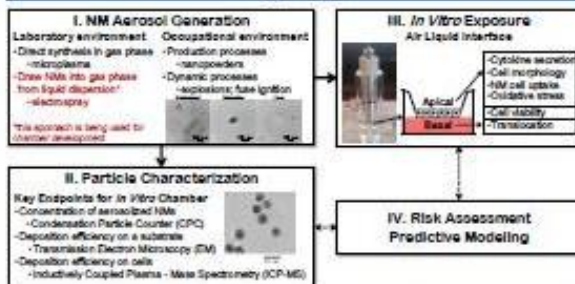 I. NM Aerosol Generation
Laboratory environment
-Direct synthesis in gas phase
-microplasma
-Draw NMs into gas phase
from liquid dispersion*
-electrospray
*this approach is being used for
chamber development
Occupational environment
-Production processes
-nanopowders
-Dynamic processes
-explosions; fuse ignition
III. In Vitro Exposure
Air Liquid Interface
-Cytokine secretion
-Cell morphology
-NM cell uptake
-Oxidative stress
-Cell viability
-Translocation
Apical
Basal
II. Particle Characterization
Key Endpoints for In Vitro Chamber
-Concentration of aerosolized NMs
-Condensation Particle Counter (CPC)
-Deposition efficiency on a substrate
-Transmission Electron Microscopy (EM)
-Deposition efficiency on cells
-Inductively Coupled Plasma - Mass Spectrometry (ICP-MS)
IV. Risk Assessment
Predictive Modeling